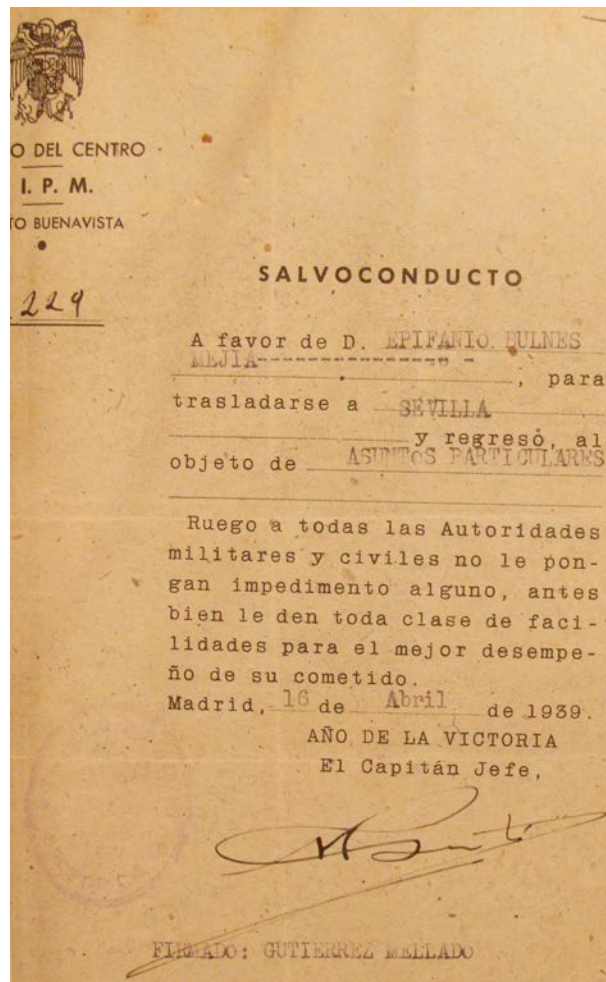 O DEL CENTRO
I. P. M.
TO BUENAVISTA
229
SALVOCONDUCTO
A favor de D. EPIFANIO BULNES
MEJIA
, para
trasladarse a SEVILLA
y regreso, al
objeto de ASUNTOS PARTICULARES
Ruego a todas las Autoridades
militares y civiles no le pon-
gan impedimento alguno, antes
bien le den toda clase de faci-
lidades para el mejor desempe-
ño de su cometido.
Madrid, 16 de Abril de 1939.
AÑO DE LA VICTORIA
El Capitán Jefe,
FIRMADO: GUTIERREZ MELLADO